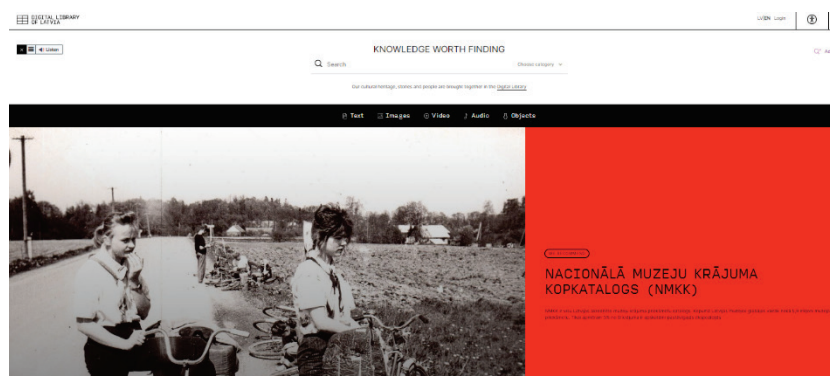 DIGITAL LIBRARY
OF LATVIA
LV|EN Login
Listen
KNOWLEDGE WORTH FINDING
Search
Choose category
Our cultural heritage, stories and people are brought together in the Digital Library
Text Images Video Audio Objects
NACIONĀLĀ MUZEJU KRĀJUMA
KOPKATALOGS (NMKK)